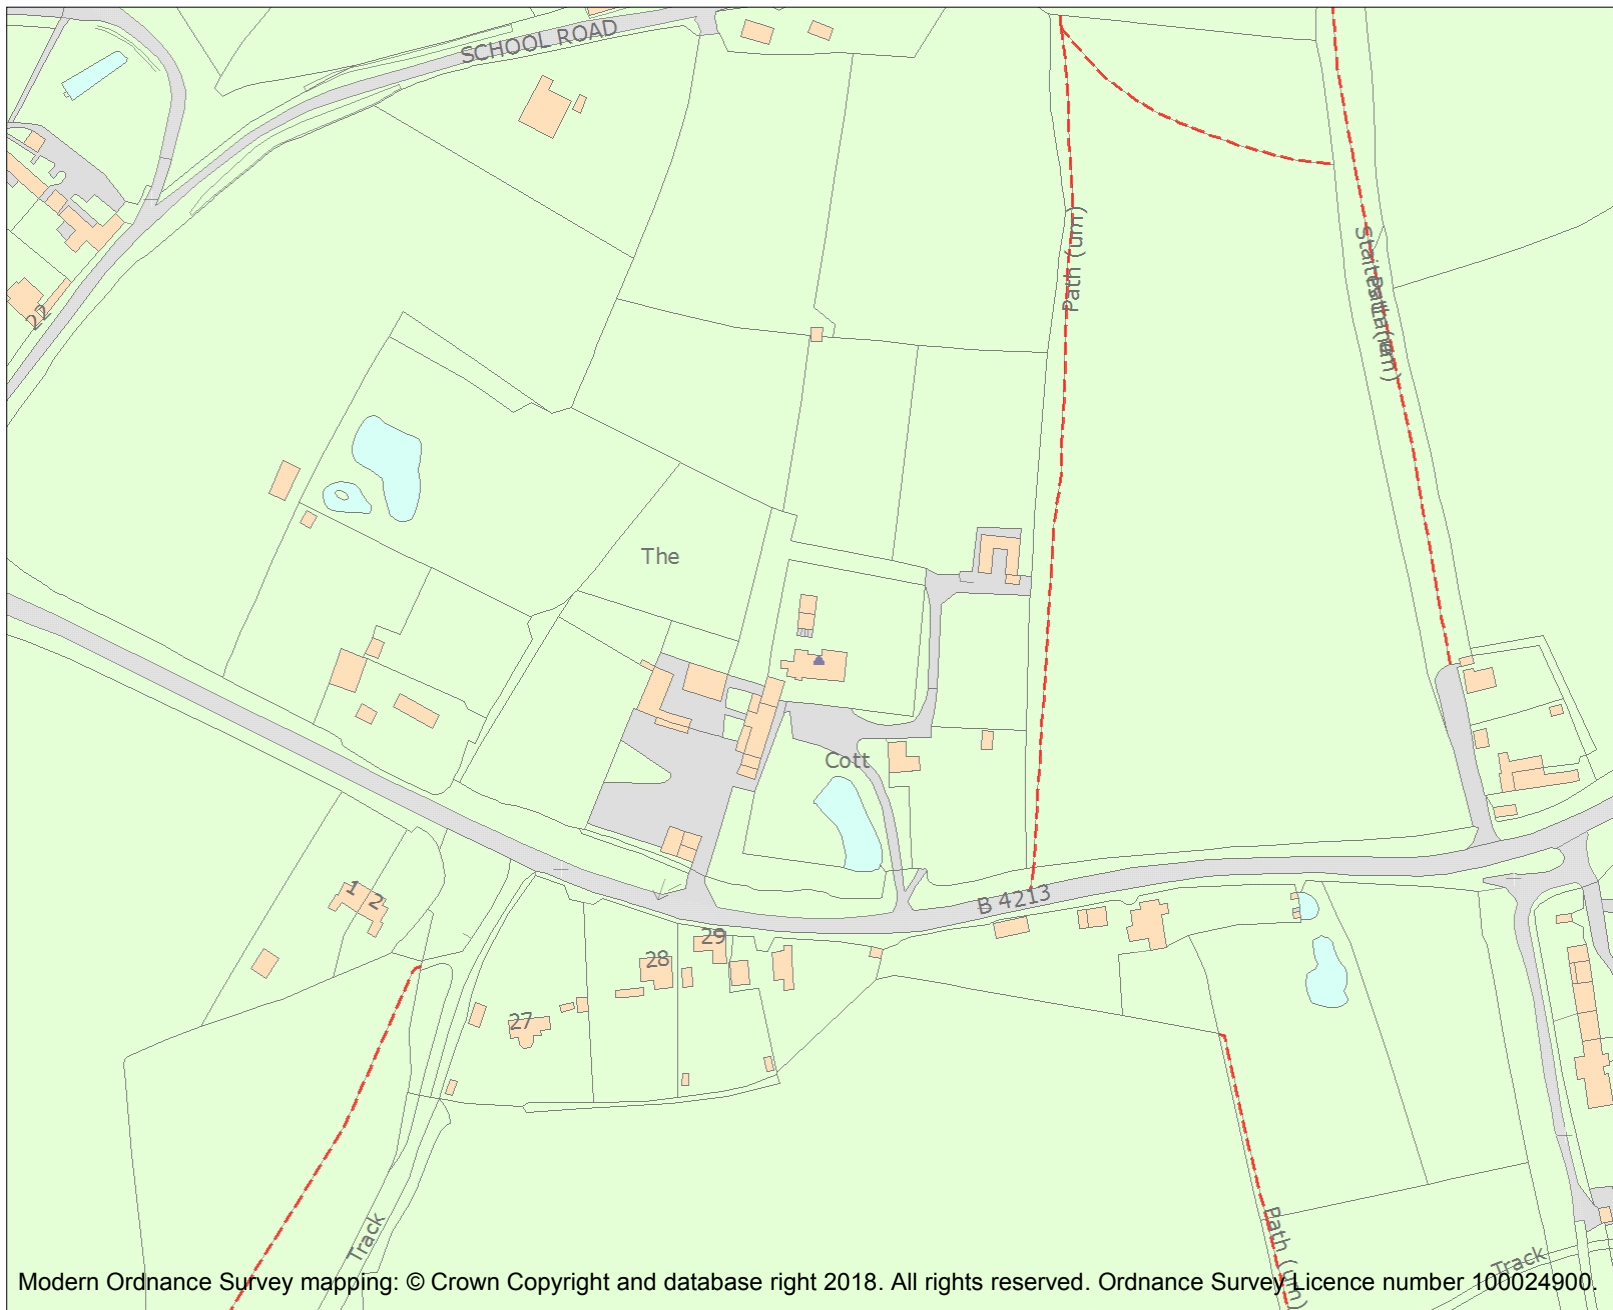 SCHOOL ROAD
Path (um)
22
The
Cott
B 4213
1
2
29
28
27
Track
Path (um)
Track
Modern Ordnance Survey mapping: © Crown Copyright and database right 2018. All rights reserved. Ordnance Survey Licence number 100024900.